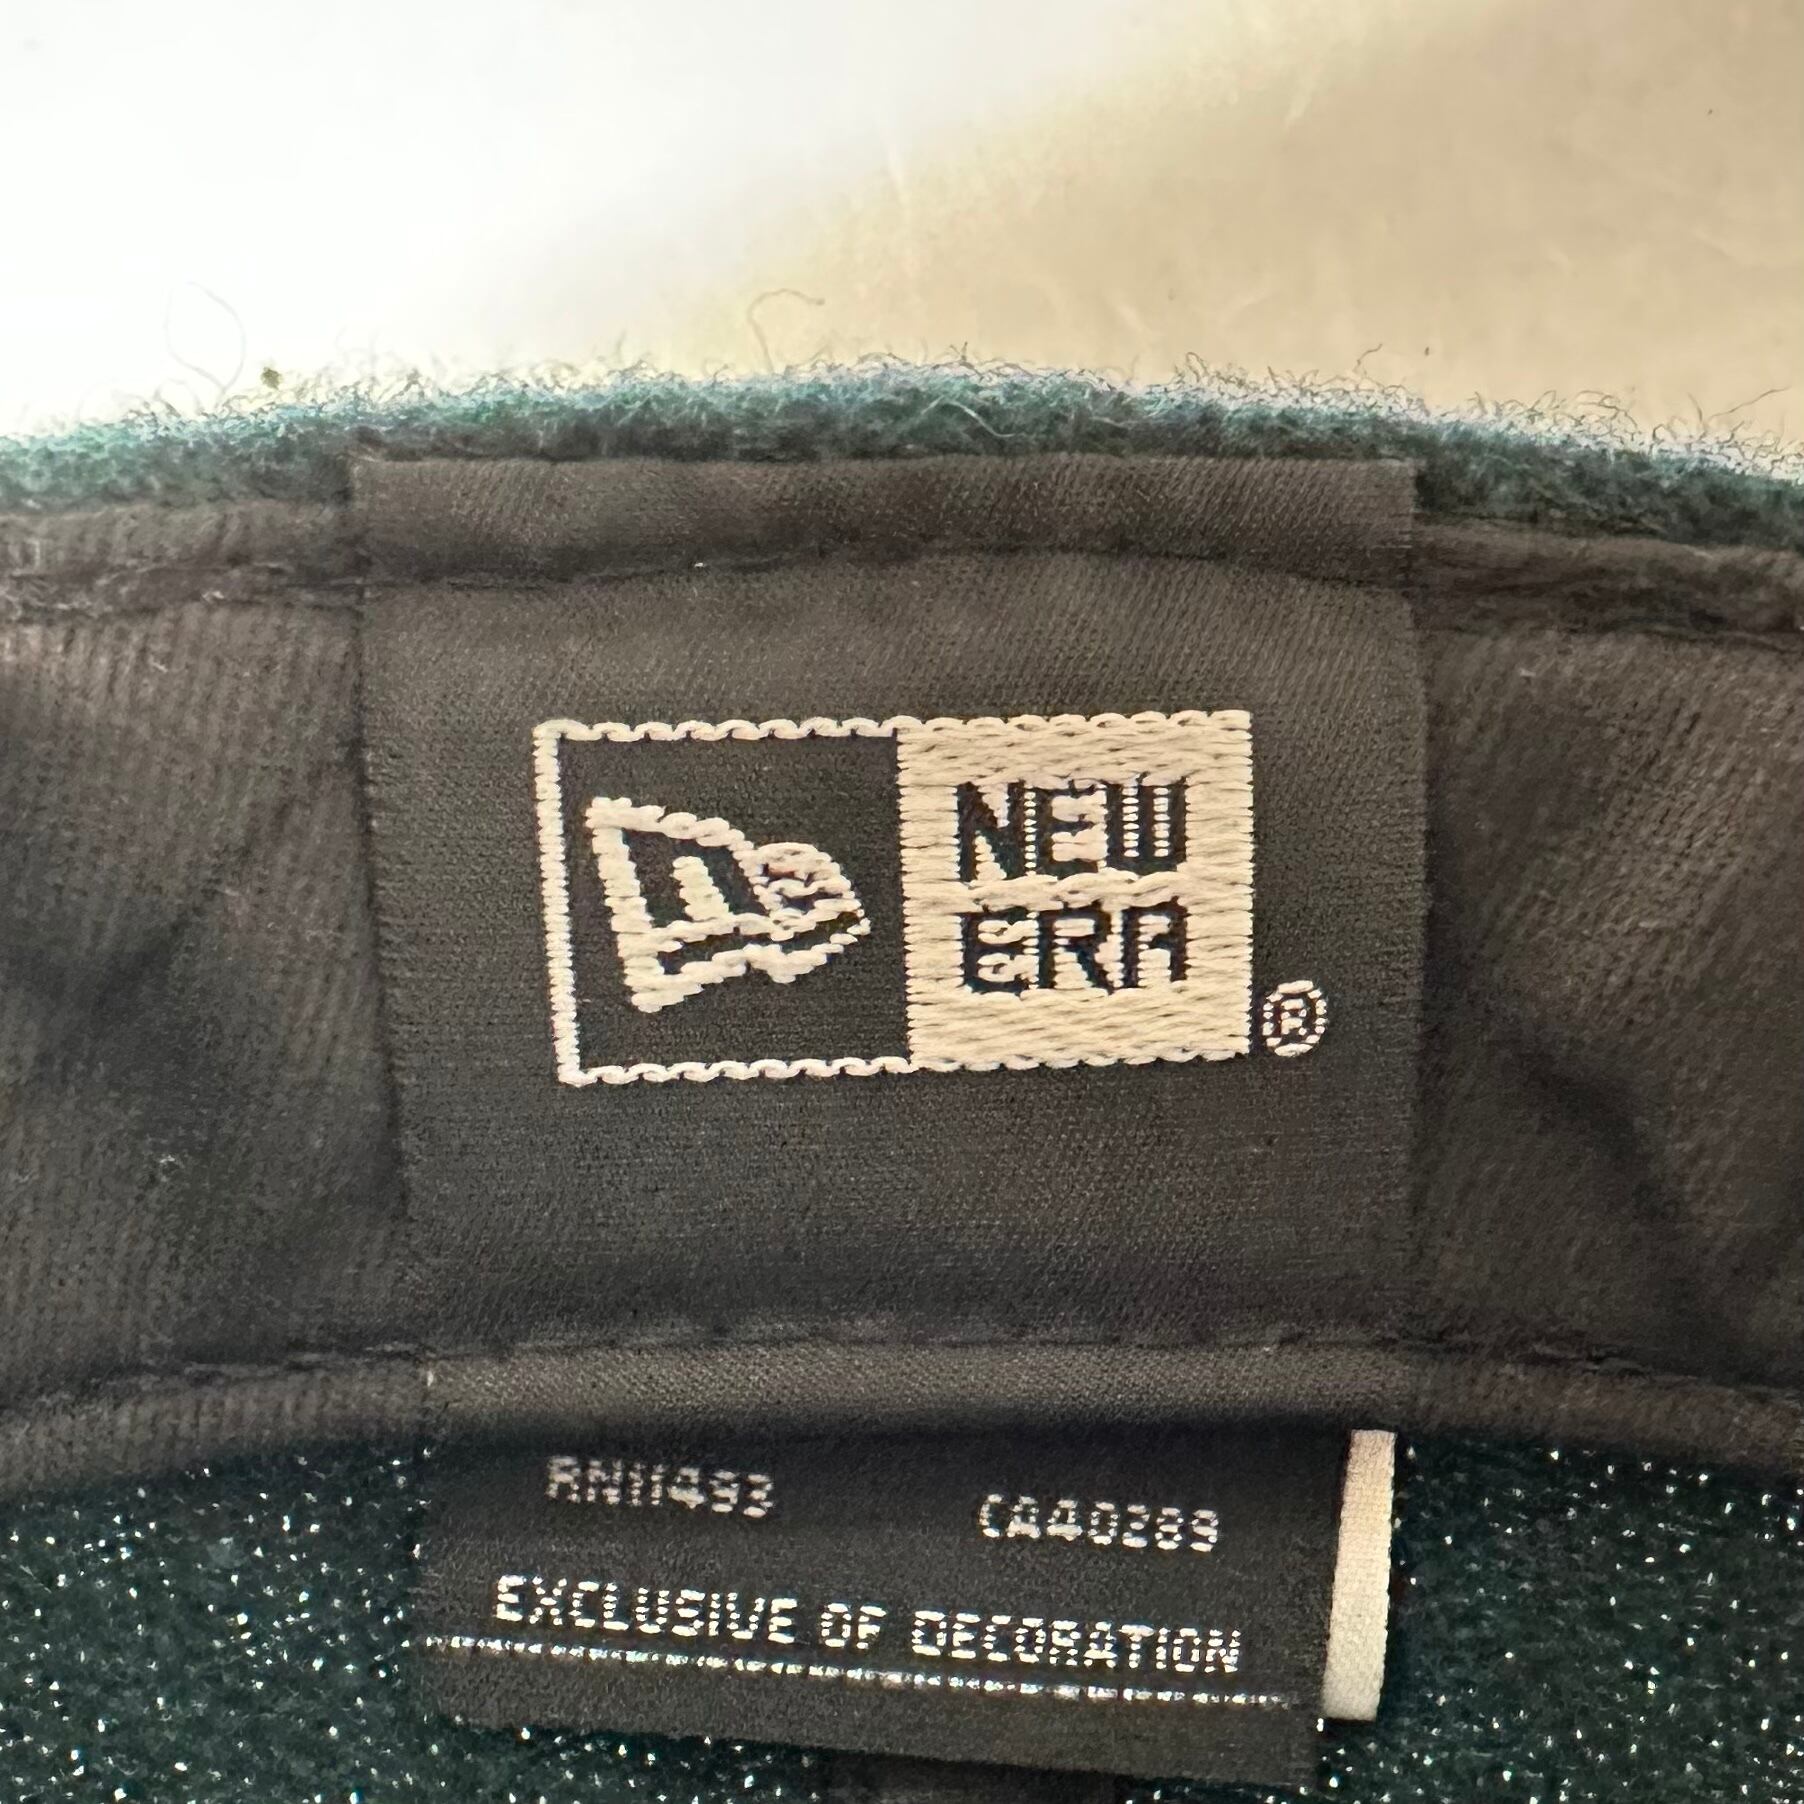 NEW
ERA
®
RN11493 CA40289
EXCLUSIVE OF DECORATION